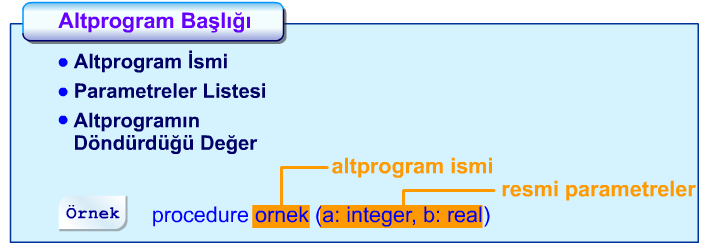 Altprogram Başlığı
● Altprogram İsmi
● Parametreler Listesi
● Altprogramın
Döndürdüğü Değer
altprogram ismi
resmi parametreler
Örnek
procedure ornek (a: integer, b: real)